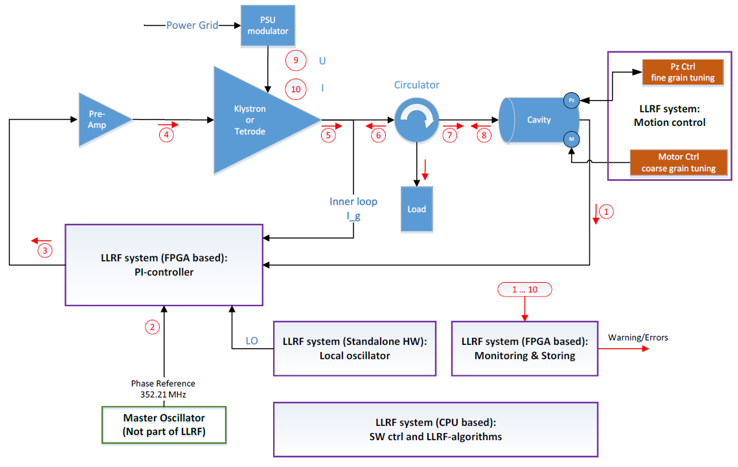 Power Grid
PSU
modulator
9
U
10
I
Circulator
Pz Ctrl
fine grain tuning
LLRF system:
Motion control
Motor Ctrl
coarse grain tuning
Pre-
Amp
4
Klystron
or
Tetrode
5
6
7
8
Cavity
Pz
M
Load
1
Inner loop
I_g
3
LLRF system (FPGA based):
PI-controller
2
LO
LLRF system (Standalone HW):
Local oscillator
1 ... 10
LLRF system (FPGA based):
Monitoring & Storing
Warning/Errors
Phase Reference
352.21 MHz
Master Oscillator
(Not part of LLRF)
LLRF system (CPU based):
SW ctrl and LLRF-algorithms